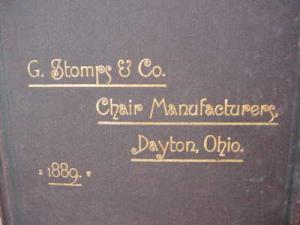 G. Stomps & Co.
Chair Manufacturers,
Dayton, Ohio.
1889.